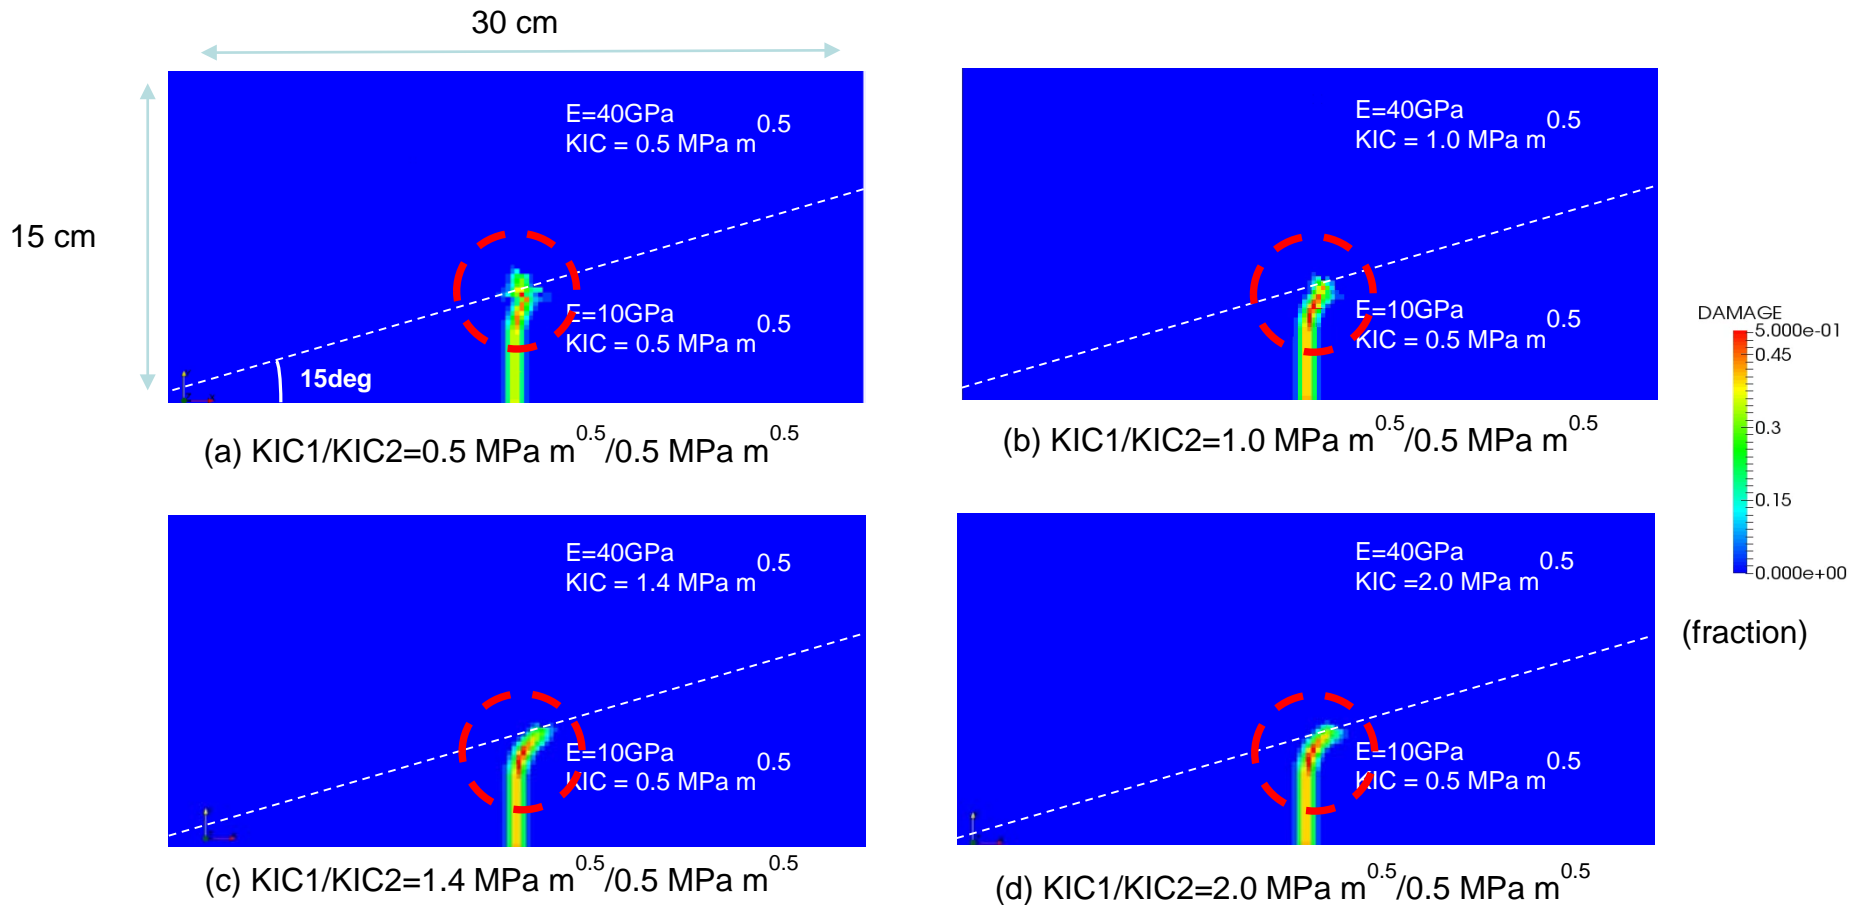 30 cm
15 cm
E=40GPa
KIC = 0.5 MPa m^0.5
E=10GPa
KIC = 0.5 MPa m^0.5
15deg
(a) KIC1/KIC2=0.5 MPa m^0.5/0.5 MPa m^0.5
E=40GPa
KIC = 1.0 MPa m^0.5
E=10GPa
KIC = 0.5 MPa m^0.5
(b) KIC1/KIC2=1.0 MPa m^0.5/0.5 MPa m^0.5
DAMAGE
5.000e-01
0.45
0.3
0.15
0.000e+00
(fraction)
E=40GPa
KIC = 1.4 MPa m^0.5
E=10GPa
KIC = 0.5 MPa m^0.5
(c) KIC1/KIC2=1.4 MPa m^0.5/0.5 MPa m^0.5
E=40GPa
KIC =2.0 MPa m^0.5
E=10GPa
KIC = 0.5 MPa m^0.5
(d) KIC1/KIC2=2.0 MPa m^0.5/0.5 MPa m^0.5